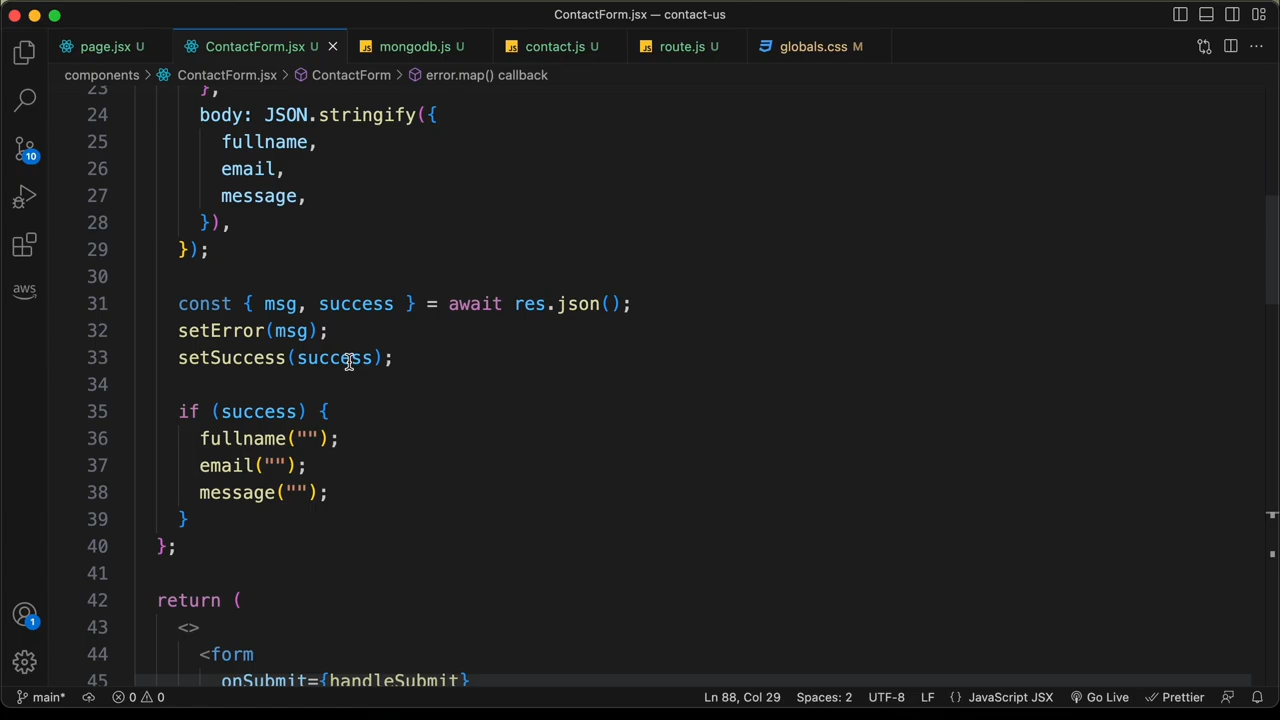 ContactForm.jsx — contact-us
page.jsx U ContactForm.jsx U mongodb.js U contact.js U route.js U globals.css M
components > ContactForm.jsx > ContactForm > error.map() callback
23 },
24 body: JSON.stringify({
25 fullname,
26 email,
27 message,
28 }),
29 });
30
31 const { msg, success } = await res.json();
32 setError(msg);
33 setSuccess(success);
34
35 if (success) {
36 fullname("");
37 email("");
38 message("");
39 }
40 };
41
42 return (
43 <>
44 <form
45 onSubmit={handleSubmit}
10
aws
1
main* 0 0 Ln 88, Col 29 Spaces: 2 UTF-8 LF {} JavaScript JSX Go Live Prettier